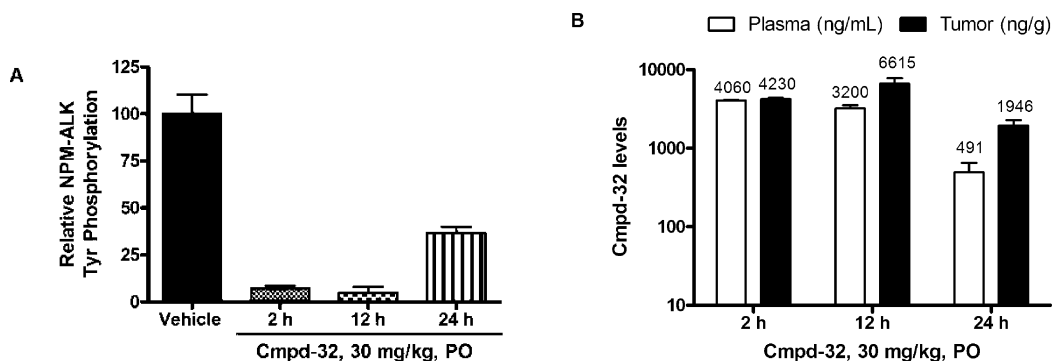 A
Relative NPM-ALK
Tyr Phosphorylation
125
100
75
50
25
0
Vehicle
2 h
12 h
24 h
Cmpd-32, 30 mg/kg, PO
B
Plasma (ng/mL)
Tumor (ng/g)
Cmpd-32 levels
10000
1000
100
10
4060
4230
3200
6615
491
1946
2 h
12 h
24 h
Cmpd-32, 30 mg/kg, PO